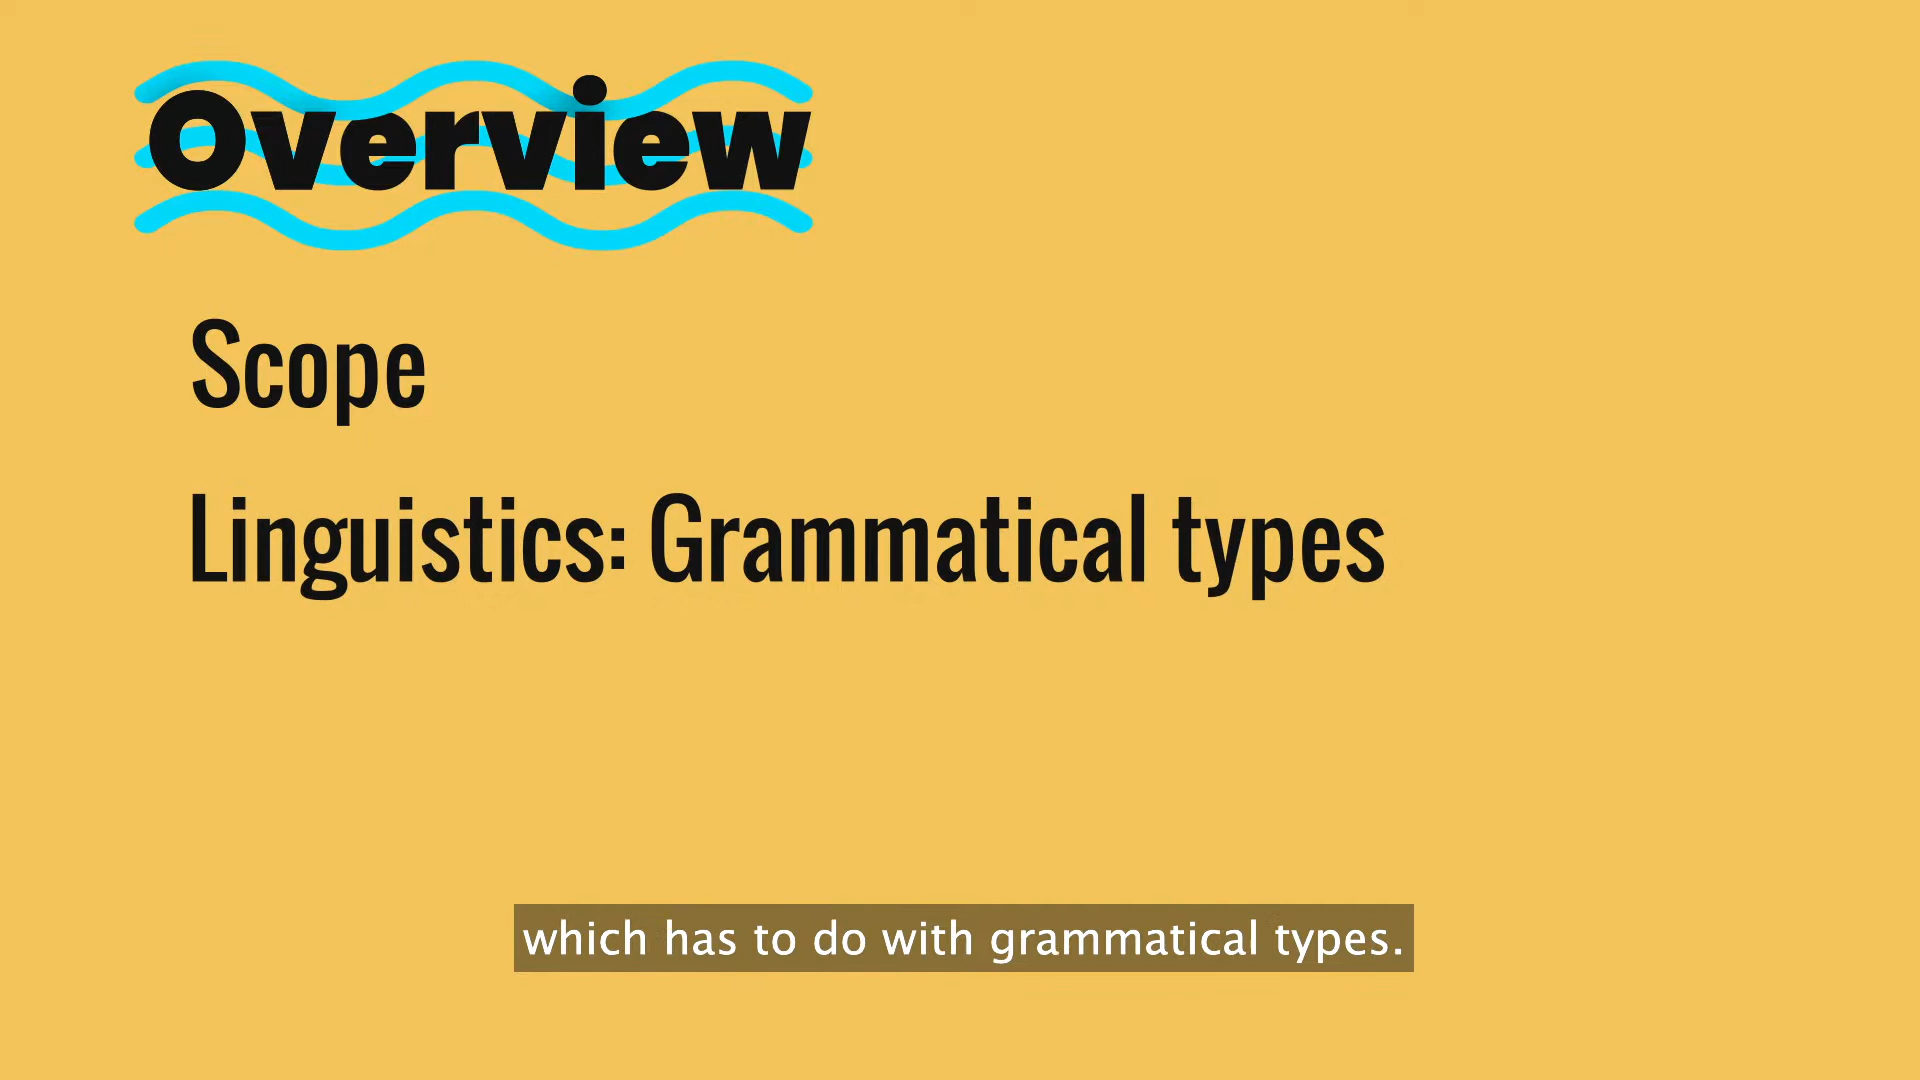 Overview
Scope
Linguistics: Grammatical types
which has to do with grammatical types.